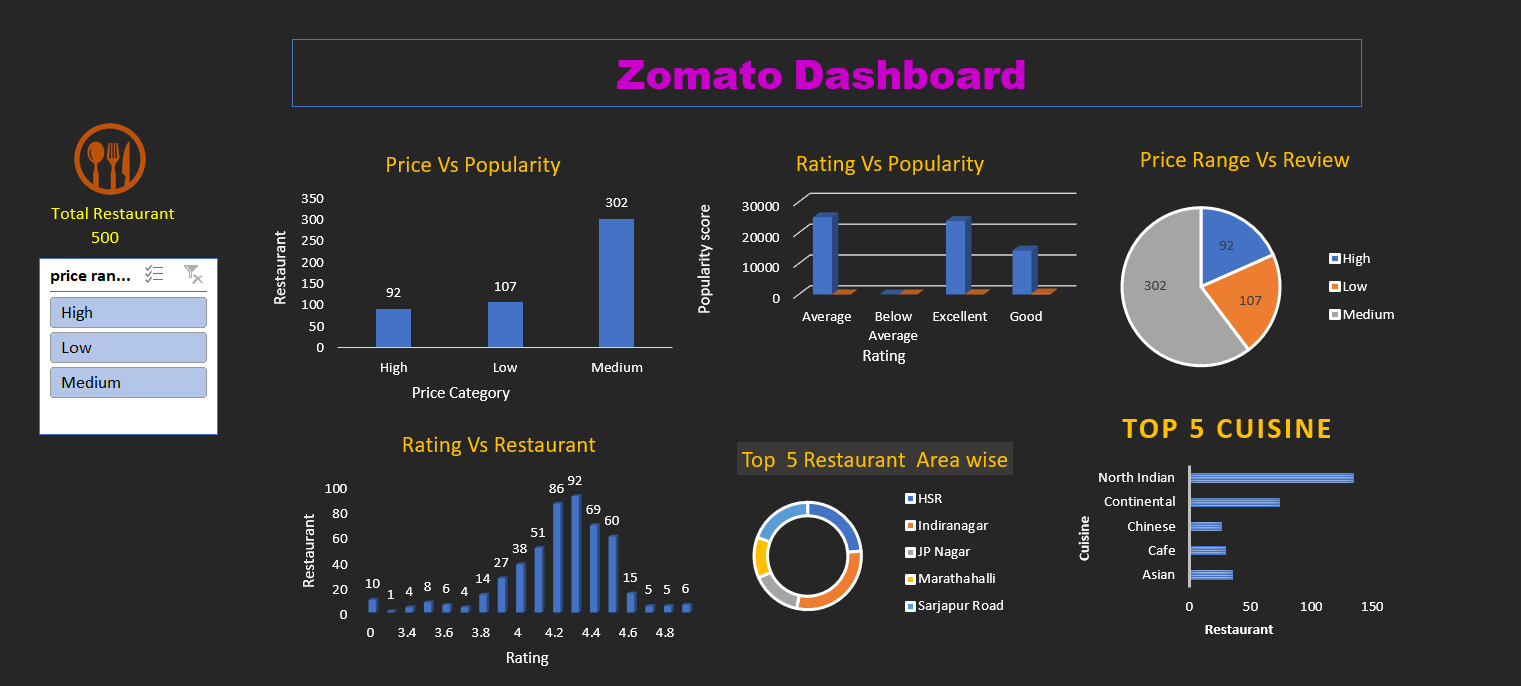 Zomato Dashboard
Total Restaurant
500
price ran...
High
Low
Medium
Price Vs Popularity
Restaurant
350
300
250
200
150
100
50
0
92
107
302
High
Low
Medium
Price Category
Rating Vs Popularity
Popularity score
30000
20000
10000
0
Average
Below
Average
Excellent
Good
Rating
Price Range Vs Review
92
107
302
High
Low
Medium
Rating Vs Restaurant
Restaurant
100
80
60
40
20
0
10
1
4
8
6
4
14
27
38
51
86
92
69
60
15
5
5
6
0
3.4
3.6
3.8
4
4.2
4.4
4.6
4.8
Rating
Top 5 Restaurant Area wise
HSR
Indiranagar
JP Nagar
Marathahalli
Sarjapur Road
TOP 5 CUISINE
Cuisine
North Indian
Continental
Chinese
Cafe
Asian
0
50
100
150
Restaurant